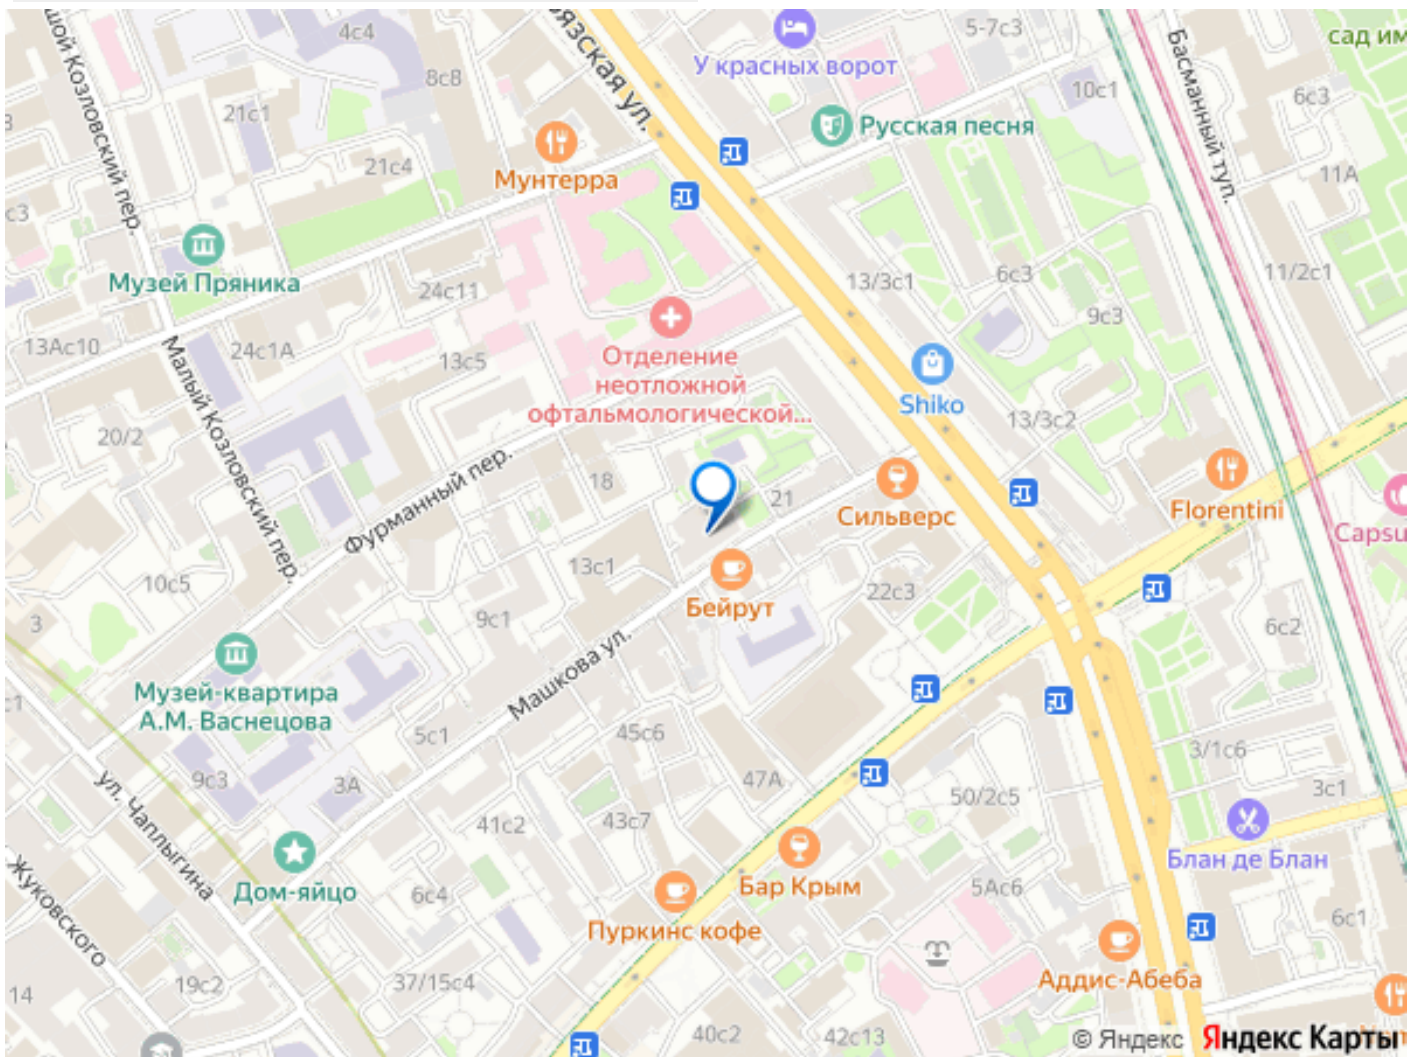 4с4
5-7с3
сад им
У красных ворот
8с8
10с1
6с3
21с1
Русская песня
Басманный туп.
21с4
Мунтерра
11А
с3
Музей Пряника
24с11
13/3с1
6с3
11/2с1
9с3
13Ас10
24с1А
13с5
Отделение
неотложной
офтальмологической...
Shiko
Малый Козловский пер.
20/2
13/3с2
Фурманный пер.
18
21
Сильверс
Florentini
Capsu
10с5
13с1
Бейрут
22с3
3
9с1
6с2
Музей-квартира
А.М. Васнецова
Машкова ул.
с1
5с1
45с6
3/1с6
9с3
3А
47А
3с1
50/2с5
ул. Чаплыгина
41с2
43с7
Блан де Блан
Дом-яйцо
6с4
Бар Крым
5Ас6
Жуковского
Пуркинс кофе
6с1
19с2
37/15с4
Аддис-Абеба
14
40с2
42с13
© Яндекс Яндекс Карты